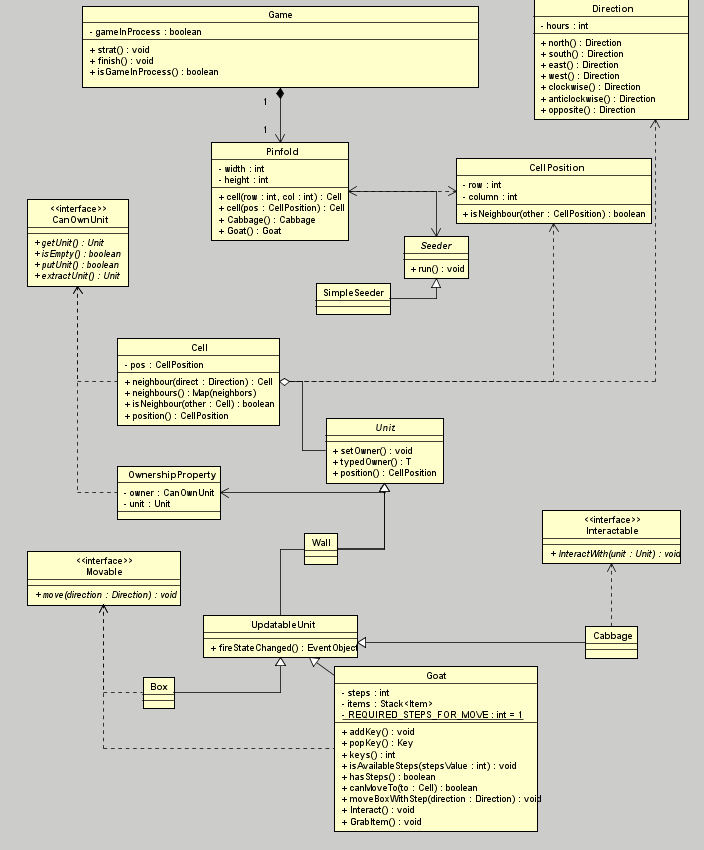 Game
- gameInProcess : boolean
+ strat() : void
+ finish() : void
+ isGameInProcess() : boolean
Direction
- hours : int
+ north() : Direction
+ south() : Direction
+ east() : Direction
+ west() : Direction
+ clockwise() : Direction
+ anticlockwise() : Direction
+ opposite() : Direction
1
1
Pinfold
- width : int
- height : int
+ cell(row : int, col : int) : Cell
+ cell(pos : CellPosition) : Cell
+ Cabbage() : Cabbage
+ Goat() : Goat
CellPosition
- row : int
- column : int
+ isNeighbour(other : CellPosition) : boolean
<<interface>>
CanOwnUnit
+ getUnit() : Unit
+ isEmpty() : boolean
+ putUnit() : boolean
+ extractUnit() : Unit
Seeder
+ run() : void
SimpleSeeder
Cell
- pos : CellPosition
+ neighbour(direct : Direction) : Cell
+ neighbours() : Map(neighbors)
+ isNeighbour(other : Cell) : boolean
+ position() : CellPosition
Unit
+ setOwner() : void
+ typedOwner() : T
+ position() : CellPosition
OwnershipProperty
- owner : CanOwnUnit
- unit : Unit
<<interface>>
Interactable
+ InteractWith(unit : Unit) : void
Wall
<<interface>>
Movable
+ move(direction : Direction) : void
UpdatableUnit
+ fireStateChanged() : EventObject
Cabbage
Box
Goat
- steps : int
- items : Stack<Item>
- REQUIRED_STEPS_FOR_MOVE : int = 1
+ addKey() : void
+ popKey() : Key
+ keys() : int
+ isAvailableSteps(stepsValue : int) : void
+ hasSteps() : boolean
+ canMoveTo(to : Cell) : boolean
+ moveBoxWithStep(direction : Direction) : void
+ Interact() : void
+ GrabItem() : void